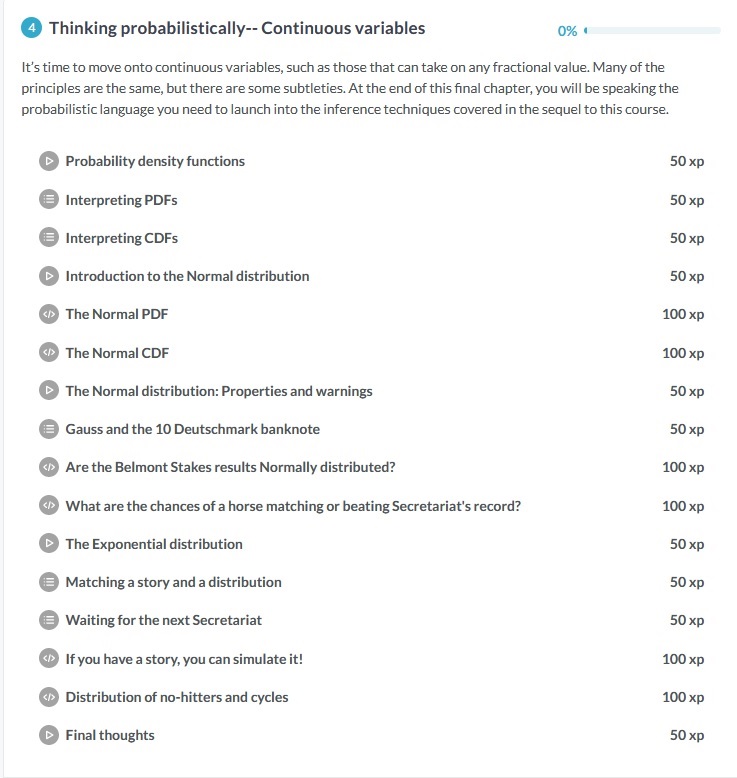 4 Thinking probabilistically-- Continuous variables 0%
It's time to move onto continuous variables, such as those that can take on any fractional value. Many of the
principles are the same, but there are some subtleties. At the end of this final chapter, you will be speaking the
probabilistic language you need to launch into the inference techniques covered in the sequel to this course.
Probability density functions 50 xp
Interpreting PDFs 50 xp
Interpreting CDFs 50 xp
Introduction to the Normal distribution 50 xp
</> The Normal PDF 100 xp
</> The Normal CDF 100 xp
The Normal distribution: Properties and warnings 50 xp
Gauss and the 10 Deutschmark banknote 50 xp
</> Are the Belmont Stakes results Normally distributed? 100 xp
</> What are the chances of a horse matching or beating Secretariat's record? 100 xp
The Exponential distribution 50 xp
Matching a story and a distribution 50 xp
Waiting for the next Secretariat 50 xp
</> If you have a story, you can simulate it! 100 xp
</> Distribution of no-hitters and cycles 100 xp
Final thoughts 50 xp